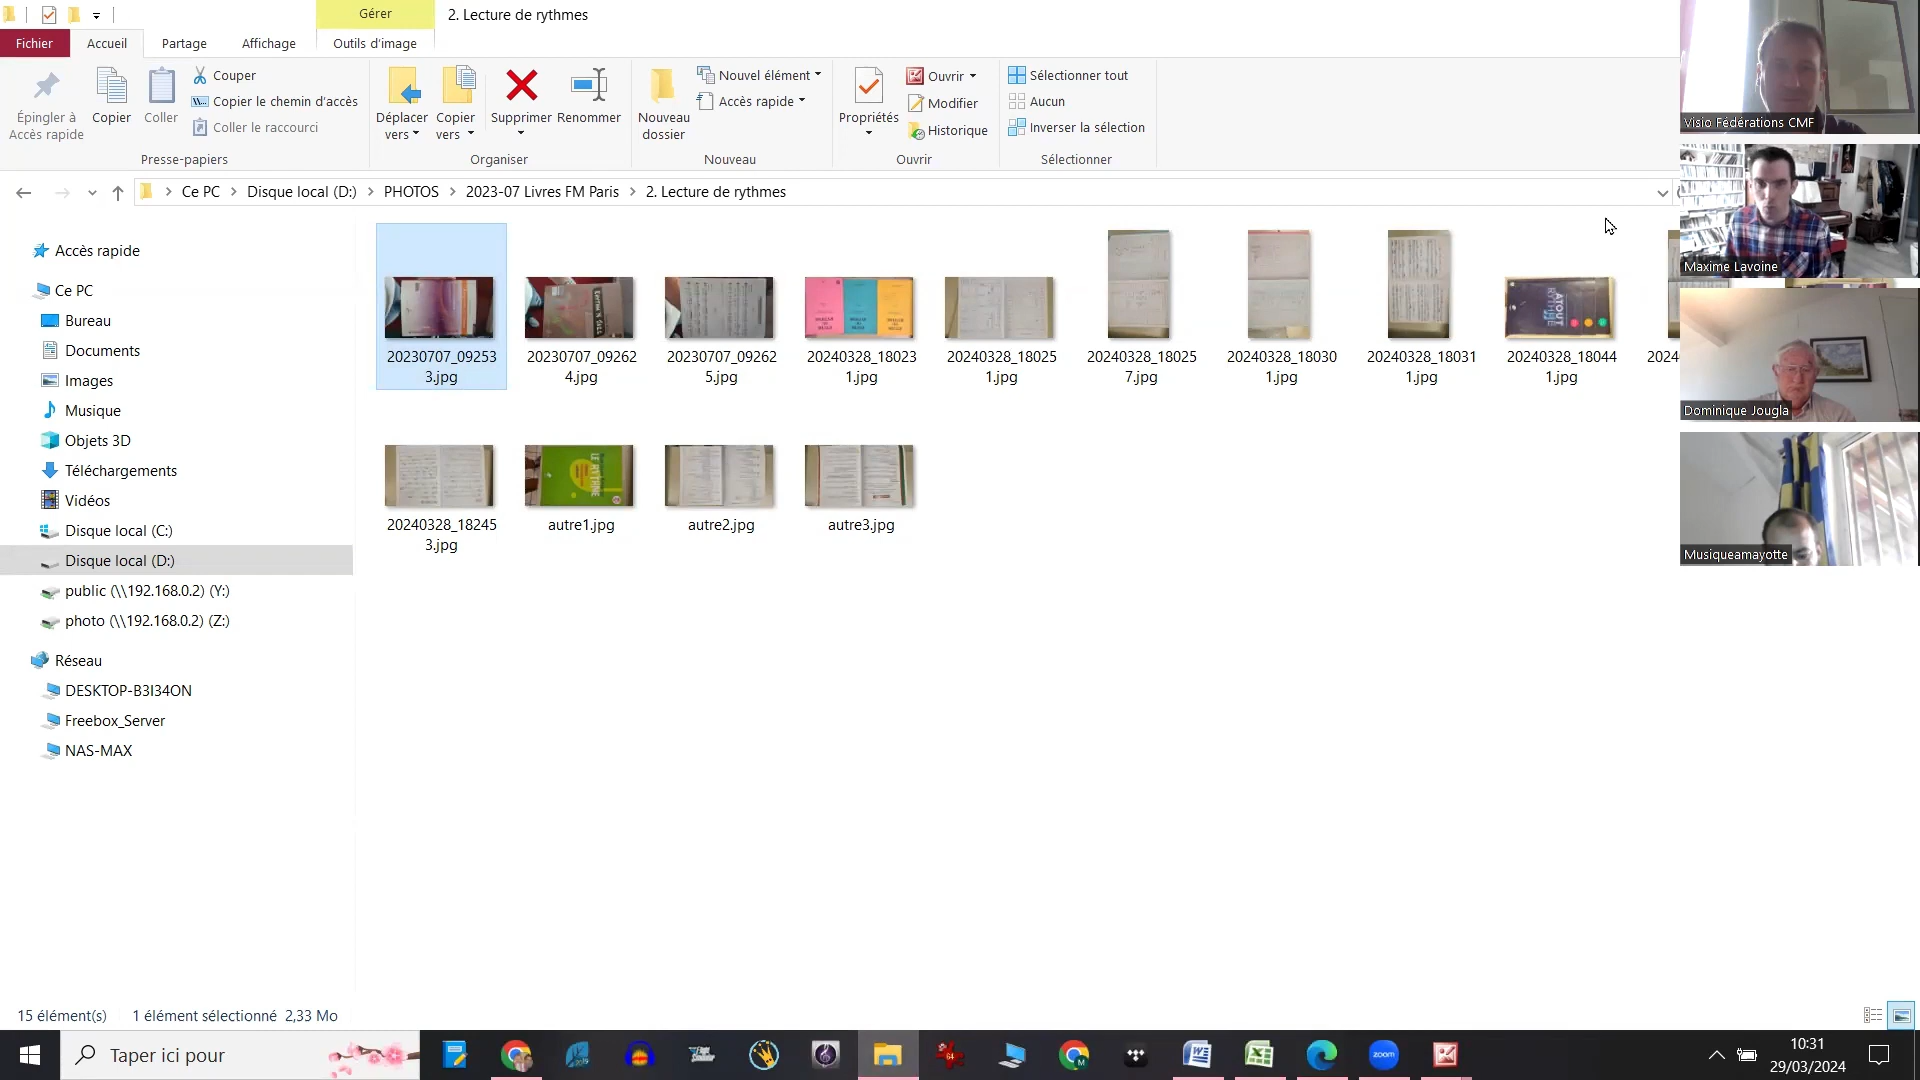 Gérer
2. Lecture de rythmes
Fichier
Accueil
Partage
Affichage
Outils d'image
Épingler à
Accès rapide
Copier
Coller
Couper
Copier le chemin d'accès
Coller le raccourci
Presse-papiers
Déplacer
vers
Copier
vers
Supprimer
Renommer
Organiser
Nouveau
dossier
Nouvel élément
Accès rapide
Nouveau
Propriétés
Ouvrir
Modifier
Historique
Ouvrir
Sélectionner tout
Aucun
Inverser la sélection
Sélectionner
Ce PC
Disque local (D:)
PHOTOS
2023-07 Livres FM Paris
2. Lecture de rythmes
Accès rapide
Ce PC
Bureau
Documents
Images
Musique
Objets 3D
Téléchargements
Vidéos
Disque local (C:)
Disque local (D:)
public (\\192.168.0.2) (Y:)
photo (\\192.168.0.2) (Z:)
Réseau
DESKTOP-B3I34ON
Freebox_Server
NAS-MAX
20230707_09253
3.jpg
20230707_09262
4.jpg
20230707_09262
5.jpg
20240328_18023
1.jpg
20240328_18025
1.jpg
20240328_18025
7.jpg
20240328_18030
1.jpg
20240328_18031
1.jpg
20240328_18044
1.jpg
2024
20240328_18245
3.jpg
autre1.jpg
autre2.jpg
autre3.jpg
Visio Fédérations CMF
Maxime Lavoine
Dominique Jougla
Musiqueamayotte
15 élément(s)
1 élément sélectionné 2,33 Mo
Taper ici pour
zoom
10:31
29/03/2024